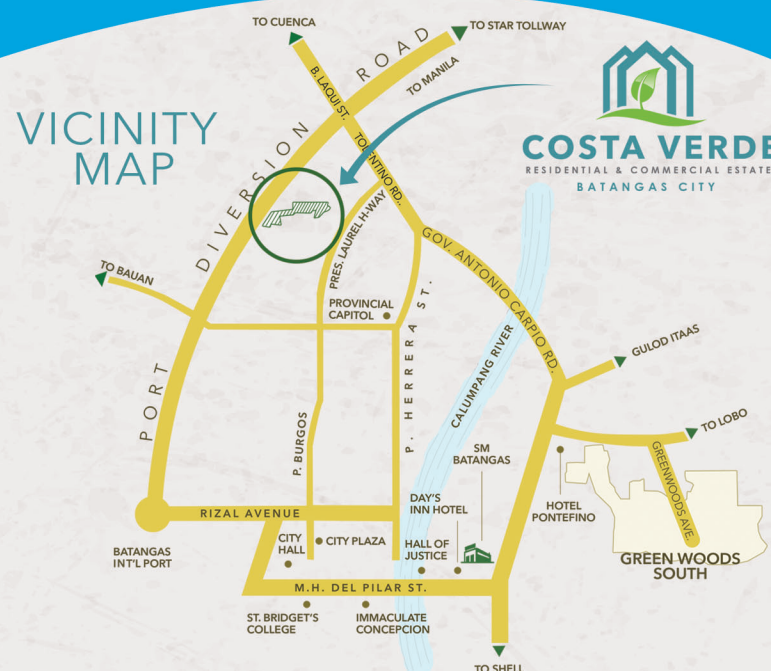 TO CUENCA
TO STAR TOLLWAY
TO MANILA
PORT DIVERSION ROAD
B. LAQUI ST.
TOLENTINO RD.
VICINITY
MAP
COSTA VERDE
RESIDENTIAL & COMMERCIAL ESTATE
BATANGAS CITY
PRES. LAUREL H-WAY
GOV. ANTONIO CARPIO RD.
TO BAUAN
PROVINCIAL
CAPITOL
P. HERRERA ST.
CALUMPANG RIVER
GULOD ITAAS
TO LOBO
P. BURGOS
SM
BATANGAS
GREENWOODS AVE.
DAY'S
INN HOTEL
HOTEL
PONTEFINO
RIZAL AVENUE
CITY
HALL
CITY PLAZA
HALL OF
JUSTICE
BATANGAS
INT'L PORT
GREEN WOODS
SOUTH
M.H. DEL PILAR ST.
ST. BRIDGET'S
COLLEGE
IMMACULATE
CONCEPCION
TO SHELL